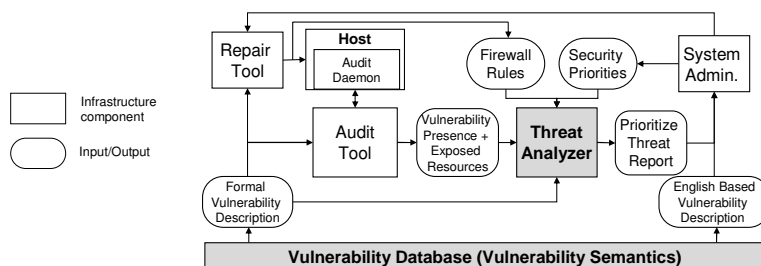 Host
Repair
Tool
Audit
Daemon
Firewall
Rules
Security
Priorities
System
Admin.
Infrastructure
component
Input/Output
Audit
Tool
Vulnerability
Presence +
Exposed
Resources
Threat
Analyzer
Prioritize
Threat
Report
Formal
Vulnerability
Description
English Based
Vulnerability
Description
Vulnerability Database (Vulnerability Semantics)